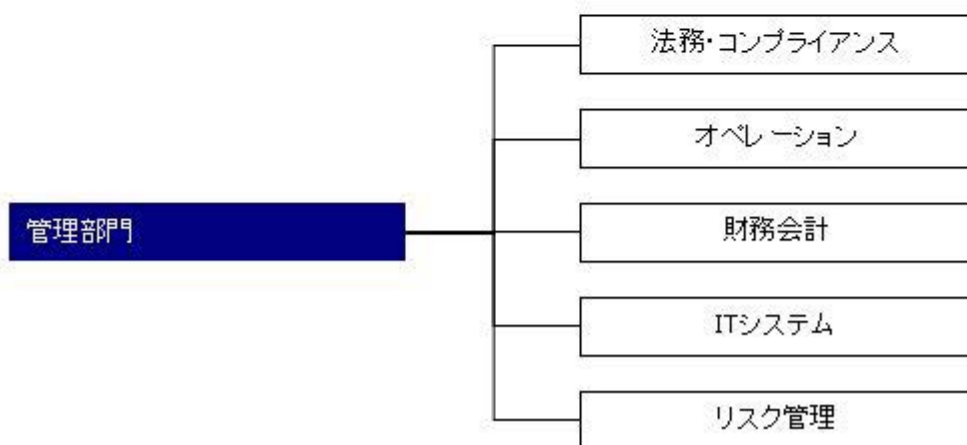 法務・コンプライアンス
オペレーション
管理部門
財務会計
ITシステム
リスク管理